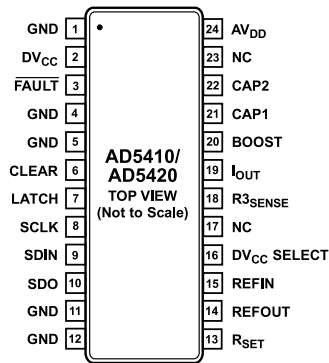 GND 1
DVCC 2
FAULT 3
GND 4
GND 5
CLEAR 6
LATCH 7
SCLK 8
SDIN 9
SDO 10
GND 11
GND 12
AD5410/
AD5420
TOP VIEW
(Not to Scale)
24 AVDD
23 NC
22 CAP2
21 CAP1
20 BOOST
19 IOUT
18 R3SENSE
17 NC
16 DVCC SELECT
15 REFIN
14 REFOUT
13 RSET